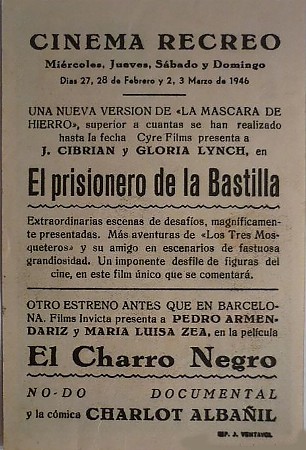 CINEMA RECREO
Miércoles, Jueves, Sábado y Domingo
Dias 27, 28 de Febrero y 2, 3 Marzo de 1946
UNA NUEVA VERSION DE «LA MASCARA DE
HIERRO», superior a cuantas se han realizado
hasta la fecha Cyre Films presenta a
J. CIBRIAN y GLORIA LYNCH, en
El prisionero de la Bastilla
Extraordinarias escenas de desafíos, magníficamen-
te presentadas. Más aventuras de «Los Tres Mos-
queteros» y su amigo en escenarios de fastuosa
grandiosidad. Un imponente desfile de figuras del
cine, en este film único que se comentará.
OTRO ESTRENO ANTES QUE EN BARCELO-
NA. Films Invicta presenta a PEDRO ARMEN-
DARIZ y MARIA LUISA ZEA, en la película
El Charro Negro
NO-DO DOCUMENTAL
y la cómica CHARLOT ALBAÑIL
IMP. J. VENTAYOL